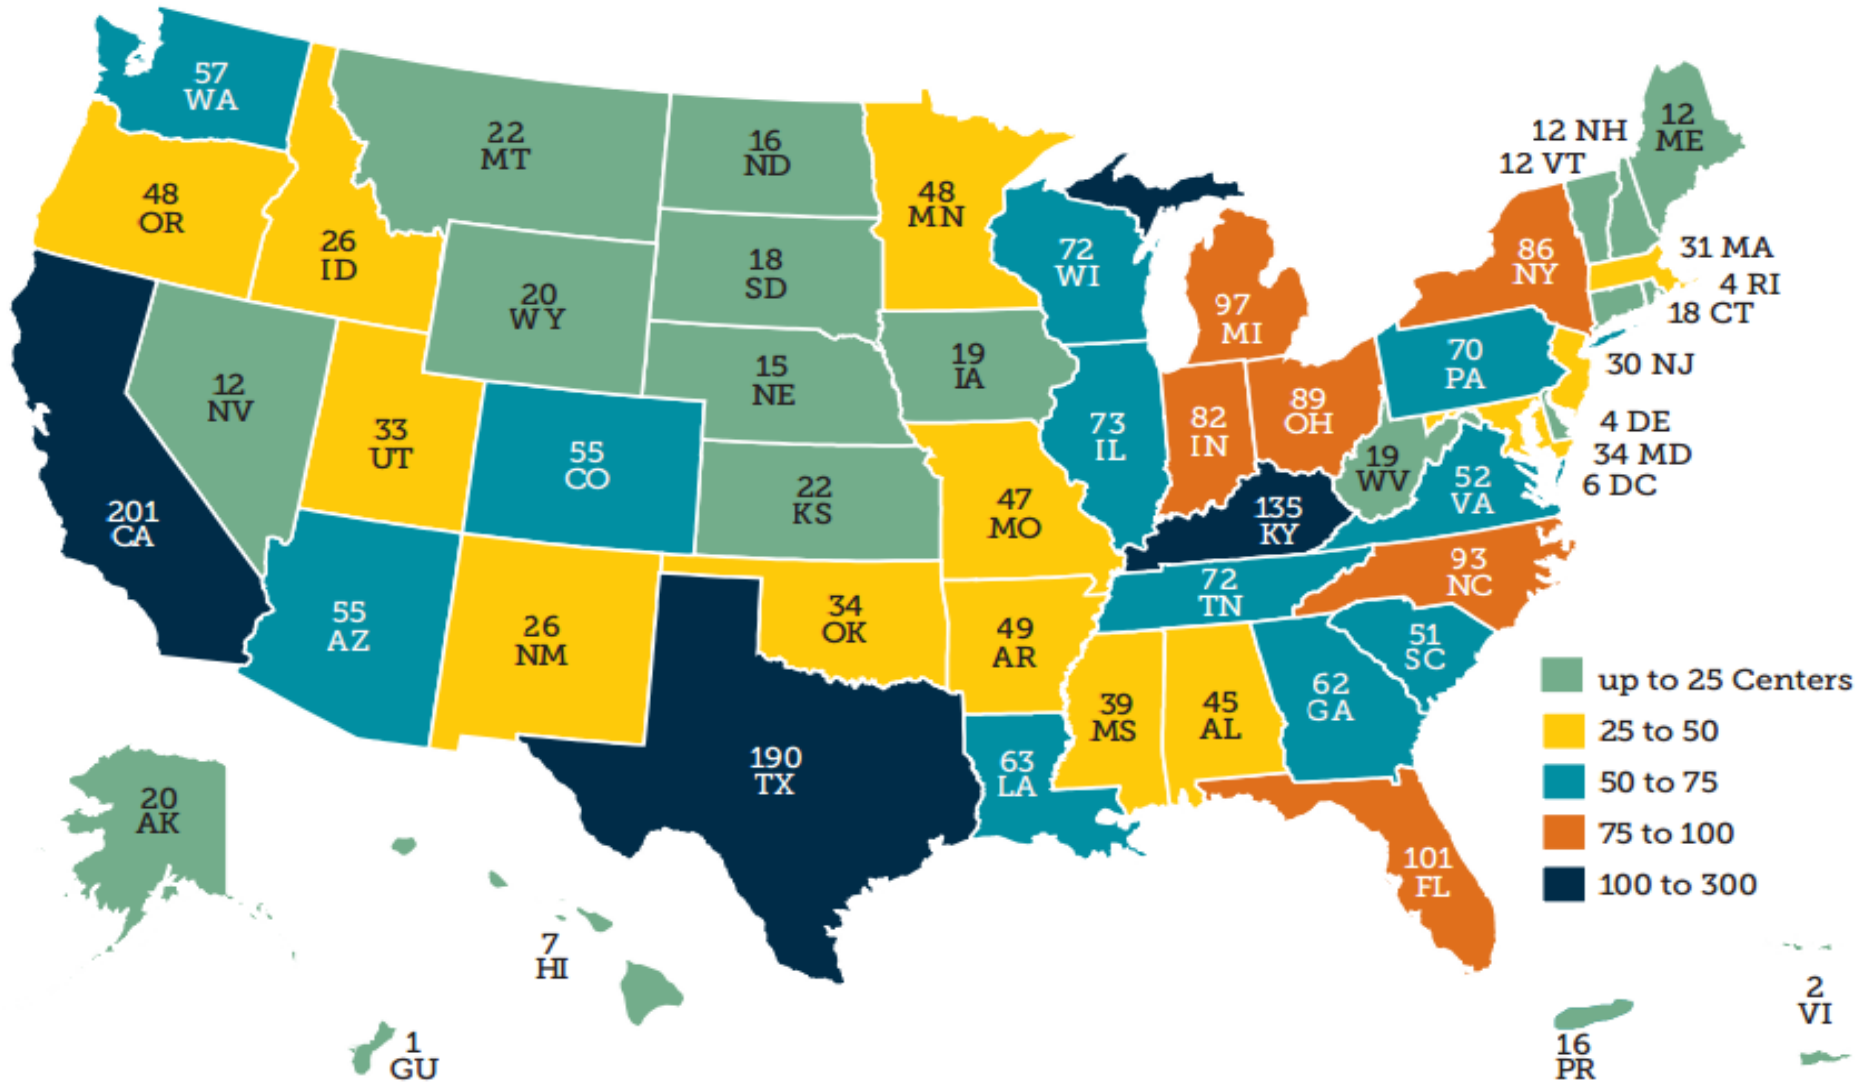 57
WA
22
MT
16
ND
48
MN
12 NH
12 VT
12
ME
48
OR
26
ID
20
WY
18
SD
72
WI
97
MI
86
NY
31 MA
4 RI
18 CT
12
NV
33
UT
55
CO
15
NE
19
IA
73
IL
82
IN
89
OH
70
PA
30 NJ
4 DE
34 MD
6 DC
201
CA
22
KS
47
MO
135
KY
19
WV
52
VA
55
AZ
26
NM
34
OK
49
AR
72
TN
93
NC
51
SC
190
TX
63
LA
39
MS
45
AL
62
GA
101
FL
up to 25 Centers
25 to 50
50 to 75
75 to 100
100 to 300
20
AK
7
HI
1
GU
16
PR
2
VI